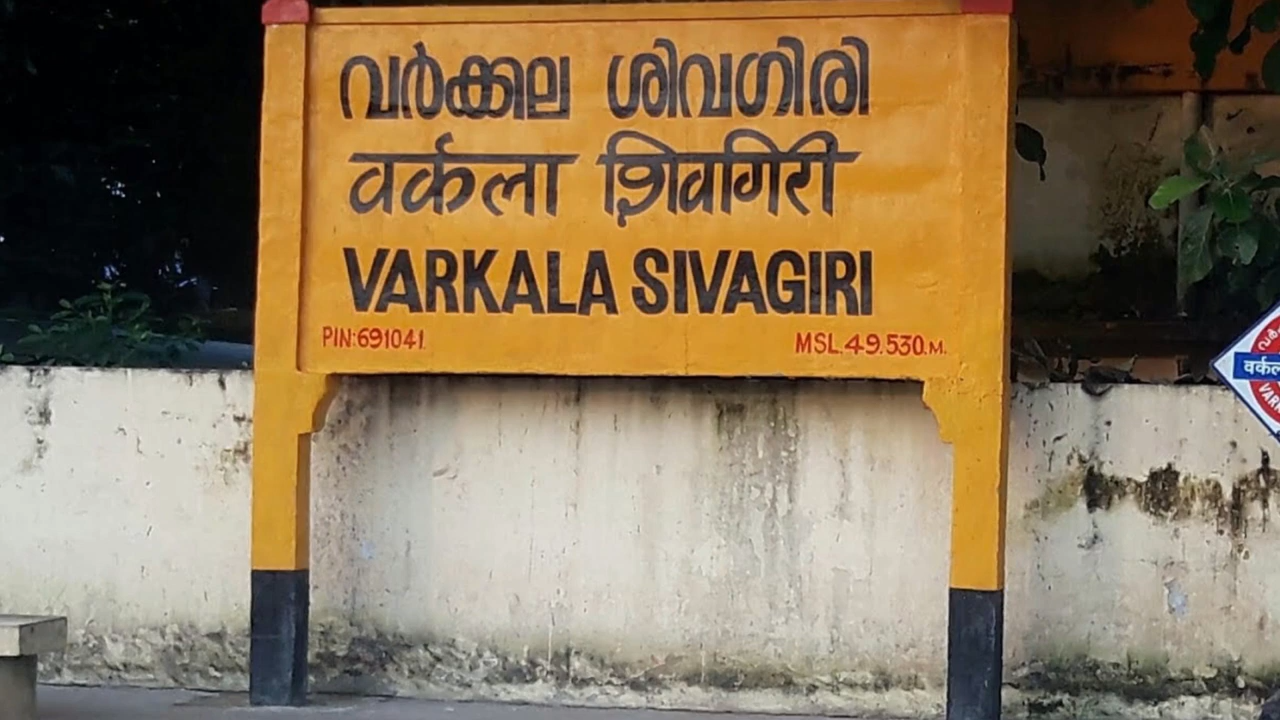 വർക്കല ശിവഗിരി
वर्कला शिवगिरी
VARKALA SIVAGIRI
PIN:691041.
MSL.49.530.M.